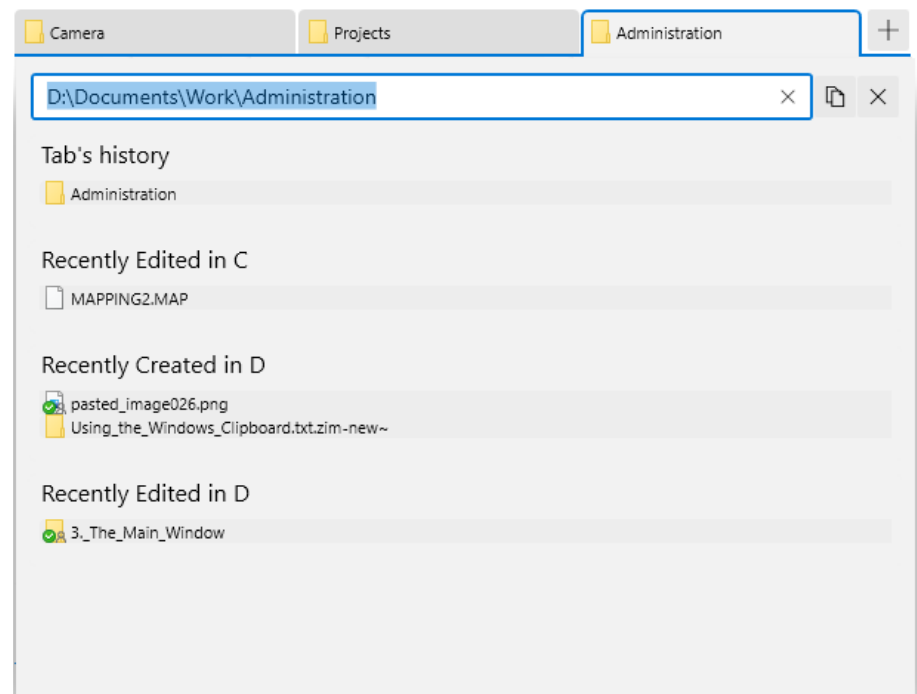 Camera
Projects
Administration
D:\Documents\Work\Administration
Tab's history
Administration
Recently Edited in C
MAPPING2.MAP
Recently Created in D
pasted_image026.png
Using_the_Windows_Clipboard.txt.zim-new~
Recently Edited in D
3._The_Main_Window